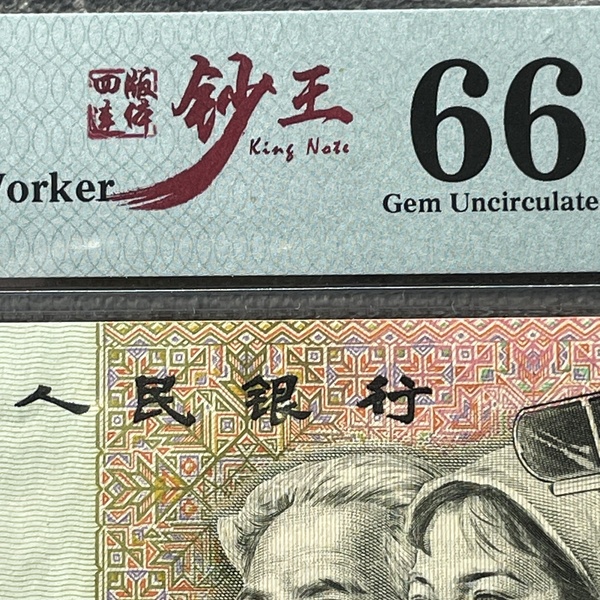 四版
连体
钞王
King Note
66
Worker
Gem Uncirculate
人民银行